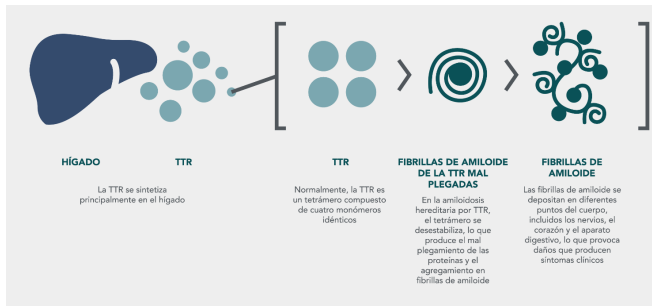 HÍGADO
TTR
La TTR se sintetiza
principalmente en el hígado
TTR
Normalmente, la TTR es
un tetrámero compuesto
de cuatro monómeros
idénticos
FIBRILLAS DE AMILOIDE
DE LA TTR MAL
PLEGADAS
En la amiloidosis
hereditaria por TTR,
el tetrámero se
desestabiliza, lo que
produce el mal
plegamiento de las
proteínas y el
agregamiento en
fibrillas de amiloide
FIBRILLAS DE
AMILOIDE
Las fibrillas de amiloide se
depositan en diferentes
puntos del cuerpo,
incluidos los nervios, el
corazón y el aparato
digestivo, lo que provoca
daños que producen
síntomas clínicos